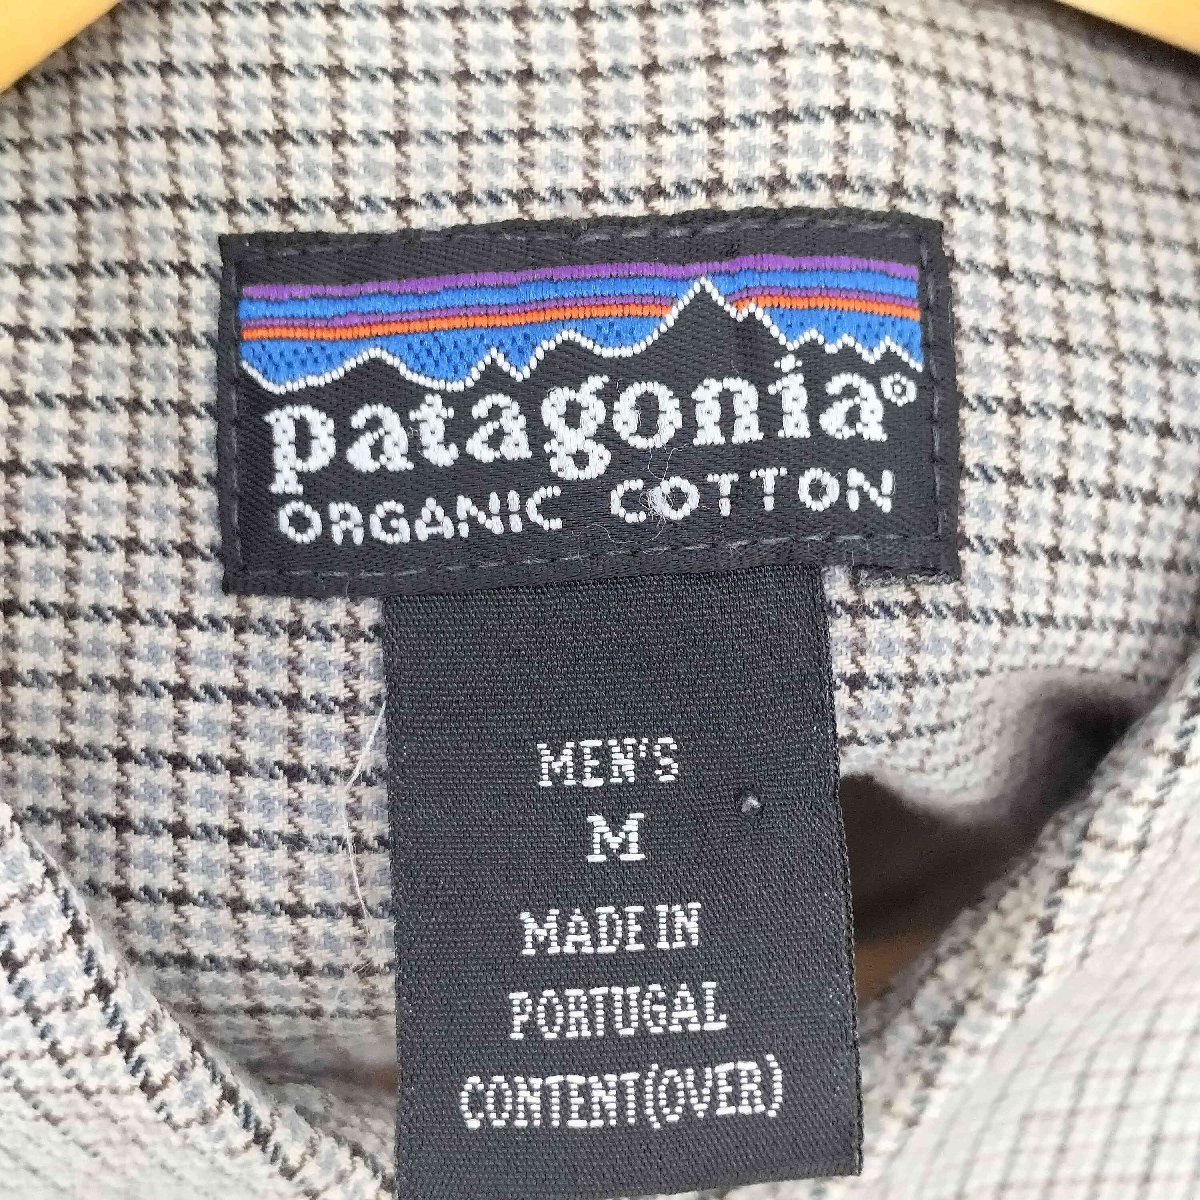 patagonia®
ORGANIC COTTON
MEN'S
M
MADE IN
PORTUGAL
CONTENT(OVER)